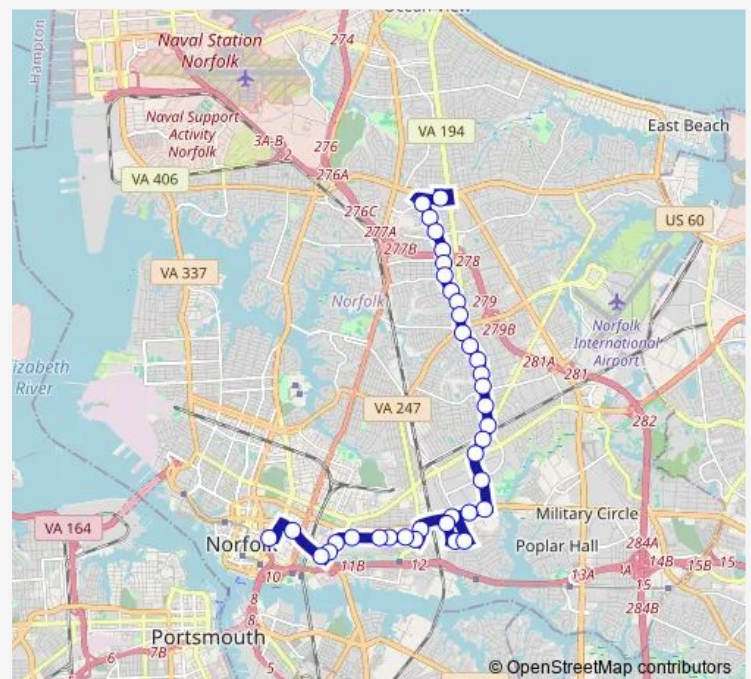 Ocean View
Hampton
Naval Station
Norfolk
274
Naval Support
Activity
Norfolk
VA 194
East Beach
3A-B
2
276
276A
VA 406
276C
277A
277B
US 60
278
VA 337
279
Norfolk
279B
Norfolk
International
Airport
281A
281
Elizabeth
River
VA 247
282
Military Circle
VA 164
Norfolk
Poplar Hall
284A
10
11B
12
13A
14B
15B
15
8
284B
Portsmouth
8
7B
5
© OpenStreetMap contributors